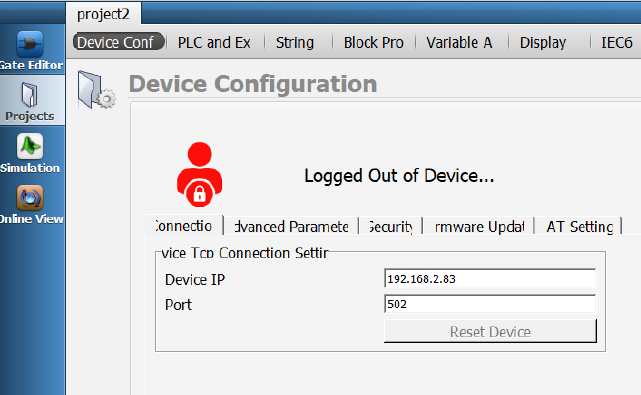 project2
Device Conf
PLC and Ex
String
Block Pro
Variable A
Display
IEC6
Gate Editor
Projects
Simulation
Online View
Device Configuration
Logged Out of Device...
Connectio
dvanced Paramete
Security
rmware Updat
AT Setting
vice Tcp Connection Settir
Device IP
192.168.2.83
Port
502
Reset Device